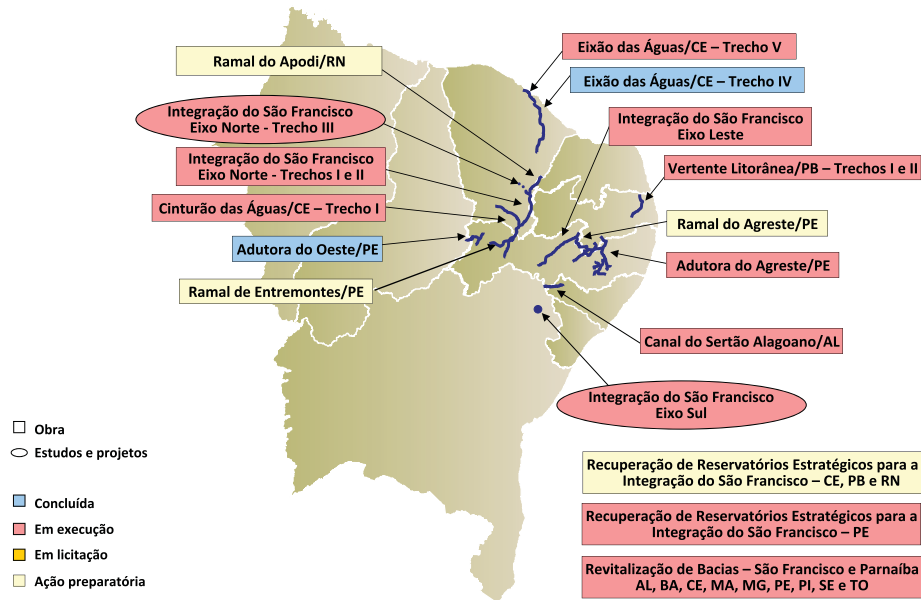 Eixão das Águas/CE – Trecho V
Ramal do Apodi/RN
Eixão das Águas/CE – Trecho IV
Integração do São Francisco
Eixo Norte - Trecho III
Integração do São Francisco
Eixo Leste
Integração do São Francisco
Eixo Norte - Trechos I e II
Vertente Litorânea/PB – Trechos I e II
Cinturão das Águas/CE – Trecho I
Ramal do Agreste/PE
Adutora do Oeste/PE
Adutora do Agreste/PE
Ramal de Entremontes/PE
Canal do Sertão Alagoano/AL
Integração do São Francisco
Eixo Sul
Obra
Estudos e projetos
Concluída
Em execução
Em licitação
Ação preparatória
Recuperação de Reservatórios Estratégicos para a
Integração do São Francisco – CE, PB e RN
Recuperação de Reservatórios Estratégicos para a
Integração do São Francisco – PE
Revitalização de Bacias – São Francisco e Parnaíba
AL, BA, CE, MA, MG, PE, PI, SE e TO